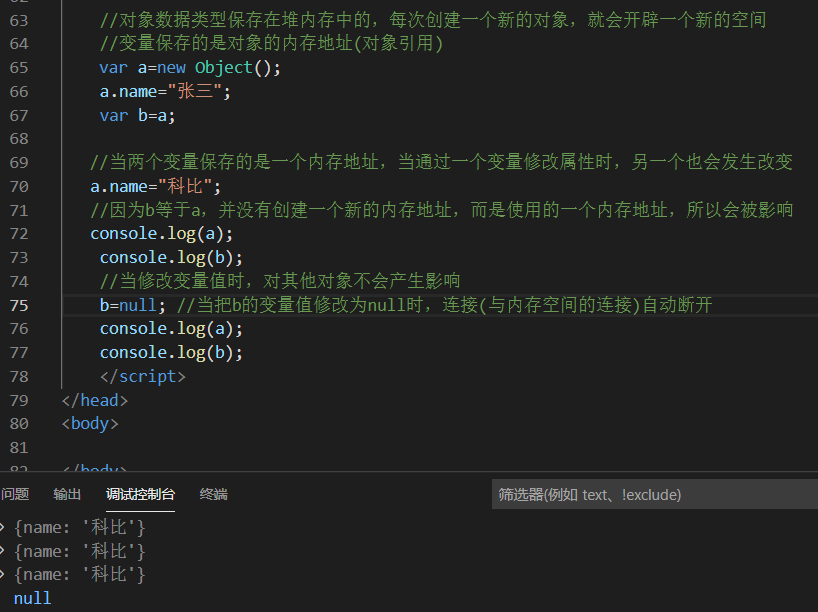 63 //对象数据类型保存在堆内存中的，每次创建一个新的对象，就会开辟一个新的空间
64 //变量保存的是对象的内存地址(对象引用)
65 var a=new Object();
66 a.name="张三";
67 var b=a;
68
69 //当两个变量保存的是一个内存地址，当通过一个变量修改属性时，另一个也会发生改变
70 a.name="科比";
71 //因为b等于a，并没有创建一个新的内存地址，而是使用的一个内存地址，所以会被影响
72 console.log(a);
73 console.log(b);
74 //当修改变量值时，对其他对象不会产生影响
75 b=null; //当把b的变量值修改为null时，连接(与内存空间的连接)自动断开
76 console.log(a);
77 console.log(b);
78 </script>
79 </head>
80 <body>
81
82 </body>
问题 输出 调试控制台 终端 筛选器(例如 text、!exclude)
> {name: '科比'}
> {name: '科比'}
> {name: '科比'}
null